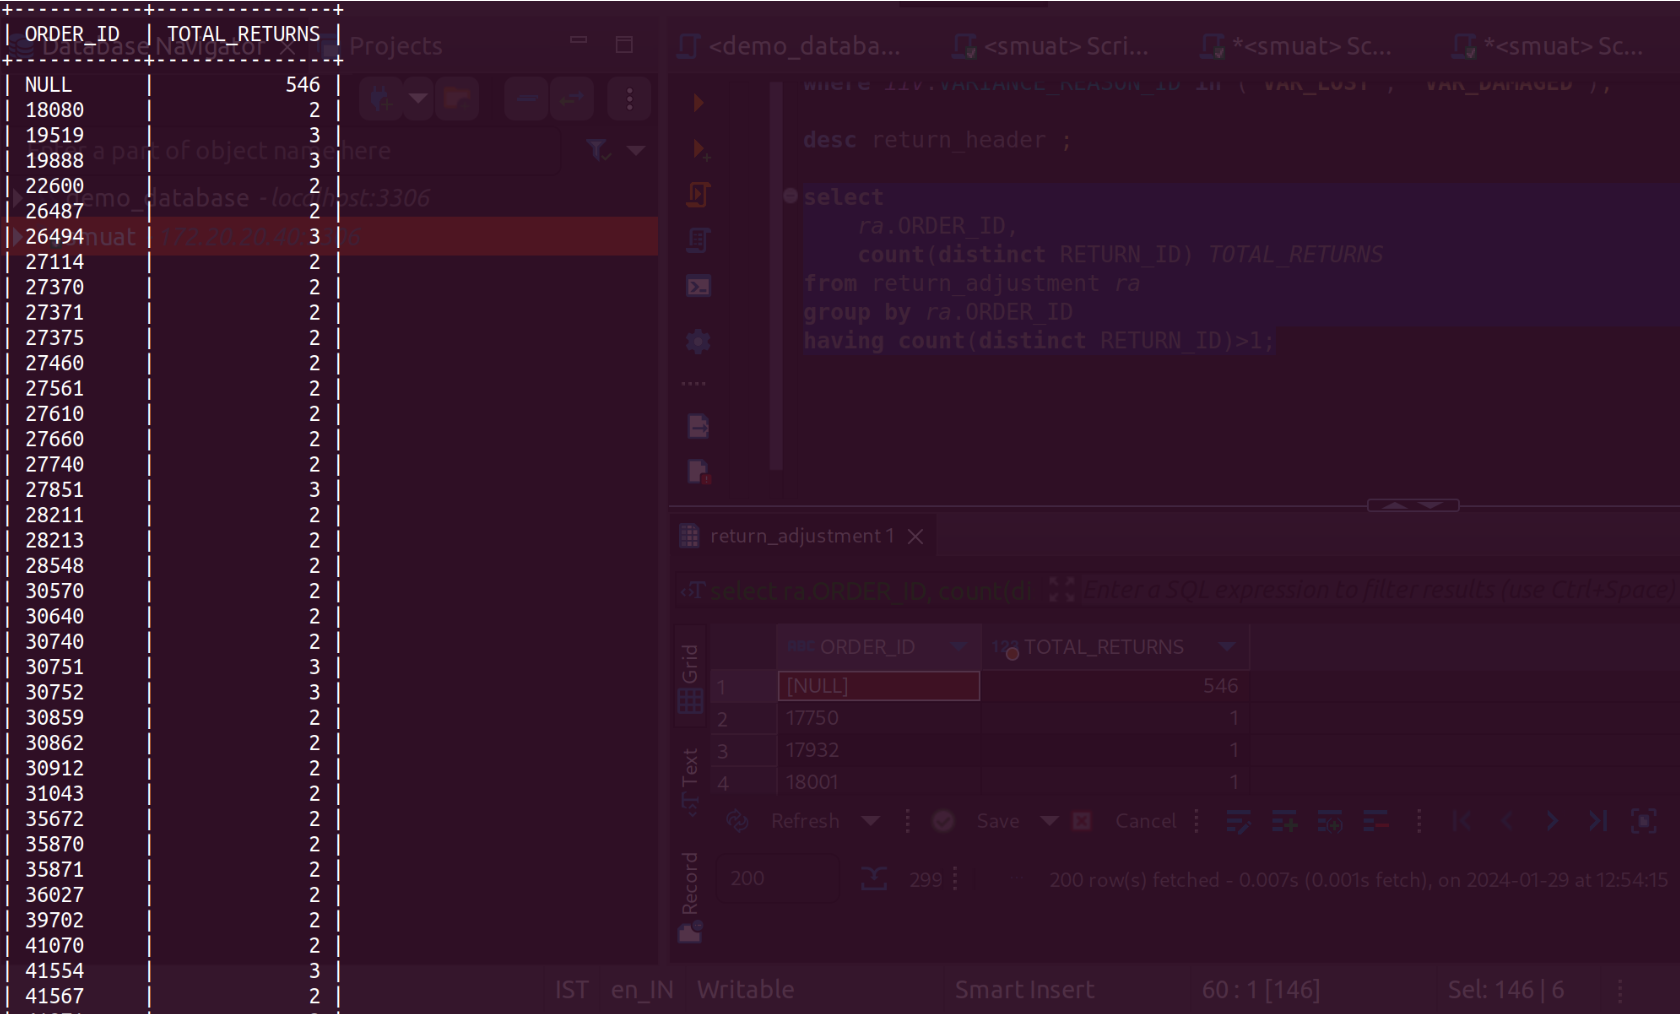 +-----------+---------------+
| ORDER_ID | TOTAL_RETURNS |
+-----------+---------------+
| NULL | 546 |
| 18080 | 2 |
| 19519 | 3 |
| 19888 | 3 |
| 22600 | 2 |
| 26487 | 2 |
| 26494 | 3 |
| 27114 | 2 |
| 27370 | 2 |
| 27371 | 2 |
| 27375 | 2 |
| 27460 | 2 |
| 27561 | 2 |
| 27610 | 2 |
| 27660 | 2 |
| 27740 | 2 |
| 27851 | 3 |
| 28211 | 2 |
| 28213 | 2 |
| 28548 | 2 |
| 30570 | 2 |
| 30640 | 2 |
| 30740 | 2 |
| 30751 | 3 |
| 30752 | 3 |
| 30859 | 2 |
| 30862 | 2 |
| 30912 | 2 |
| 31043 | 2 |
| 35672 | 2 |
| 35870 | 2 |
| 35871 | 2 |
| 36027 | 2 |
| 39702 | 2 |
| 41070 | 2 |
| 41554 | 3 |
| 41567 | 2 |
Database Navigator Projects
a part of object name here
demo_database - localhost:3306
smuat
<demo_databa...
<smuat> Scri...
*<smuat> Sc...
*<smuat> Sc...
where iiv.VARIANCE_REASON_ID in ( VAR_LOST , VAR_DAMAGED );
desc return_header ;
select
ra.ORDER_ID,
count(distinct RETURN_ID) TOTAL_RETURNS
from return_adjustment ra
group by ra.ORDER_ID
having count(distinct RETURN_ID)>1;
return_adjustment 1
select ra.ORDER_ID, count(di
Enter a SQL expression to filter results (use Ctrl+Space)
Grid
Text
Record
ORDER_ID 123 TOTAL_RETURNS
1 [NULL] 546
2 17750 1
3 17932 1
4 18001 1
Refresh Save Cancel
200 299 200 row(s) fetched - 0.007s (0.001s fetch), on 2024-01-29 at 12:54:15
IST en_IN Writable Smart Insert 60 : 1 [146] Sel: 146 | 6